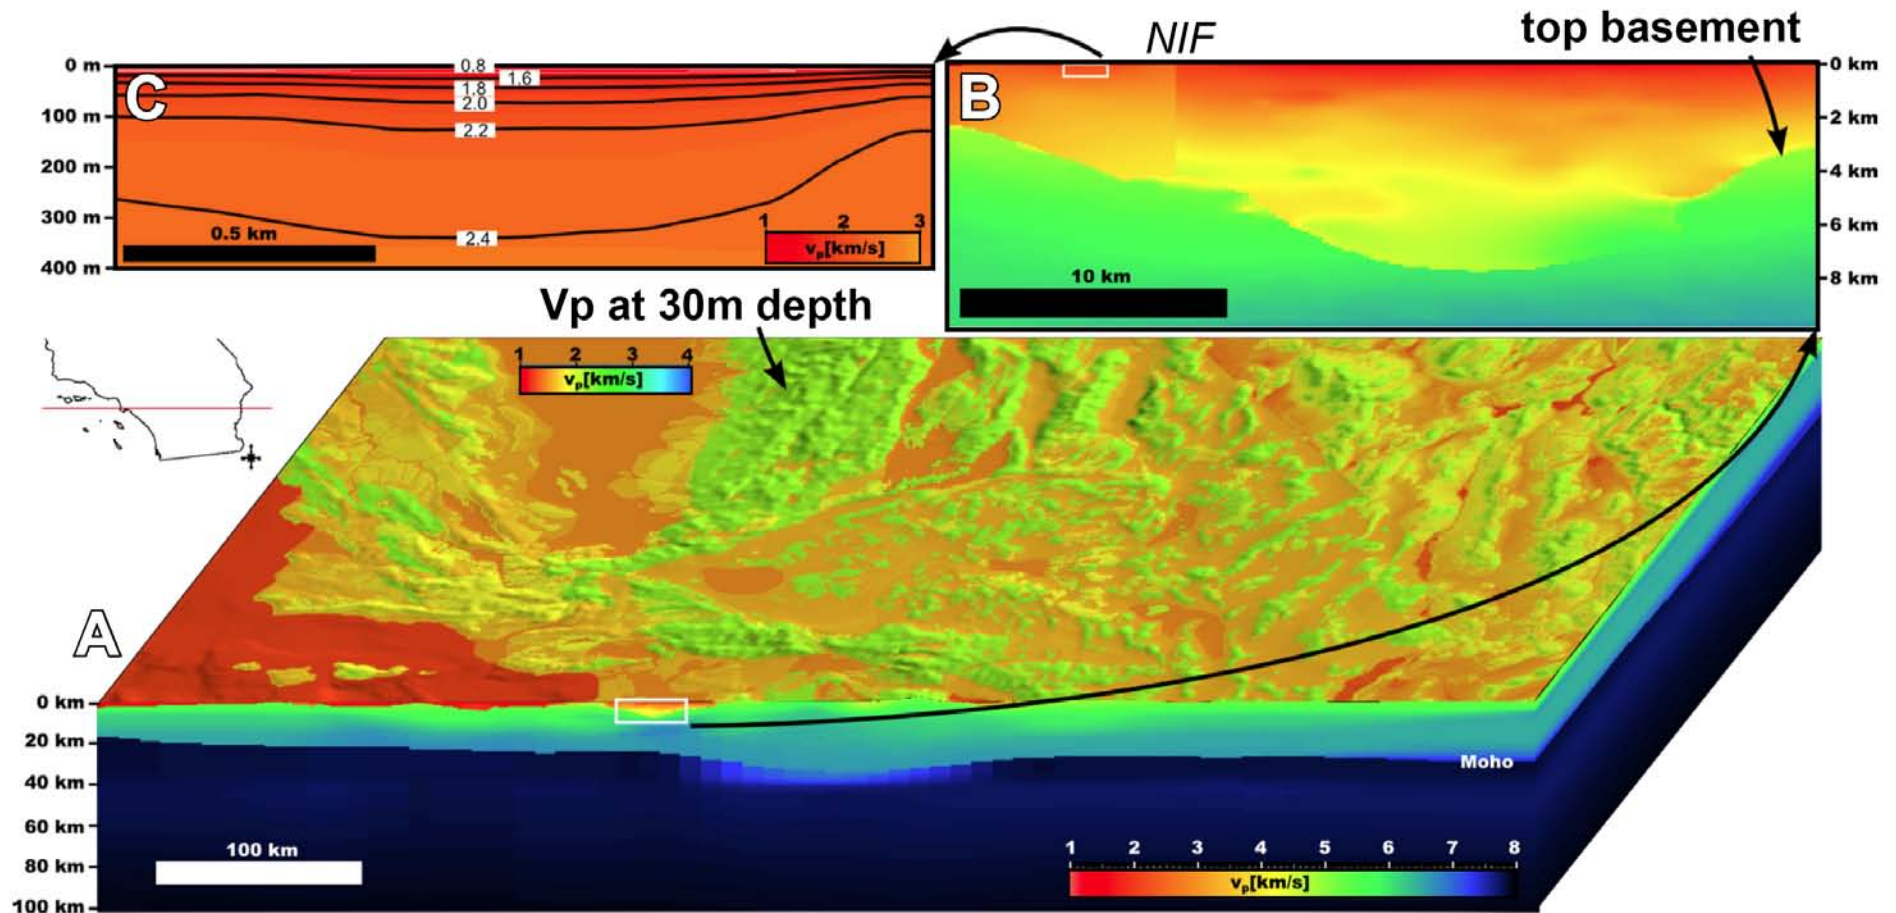 NIF
top basement
C
0 m
100 m
200 m
300 m
400 m
0.8
1.6
1.8
2.0
2.2
2.4
0.5 km
1 2 3
vp[km/s]
B
0 km
2 km
4 km
6 km
8 km
10 km
Vp at 30m depth
1 2 3 4
vp[km/s]
A
0 km
20 km
40 km
60 km
80 km
100 km
Moho
100 km
1 2 3 4 5 6 7 8
vp[km/s]